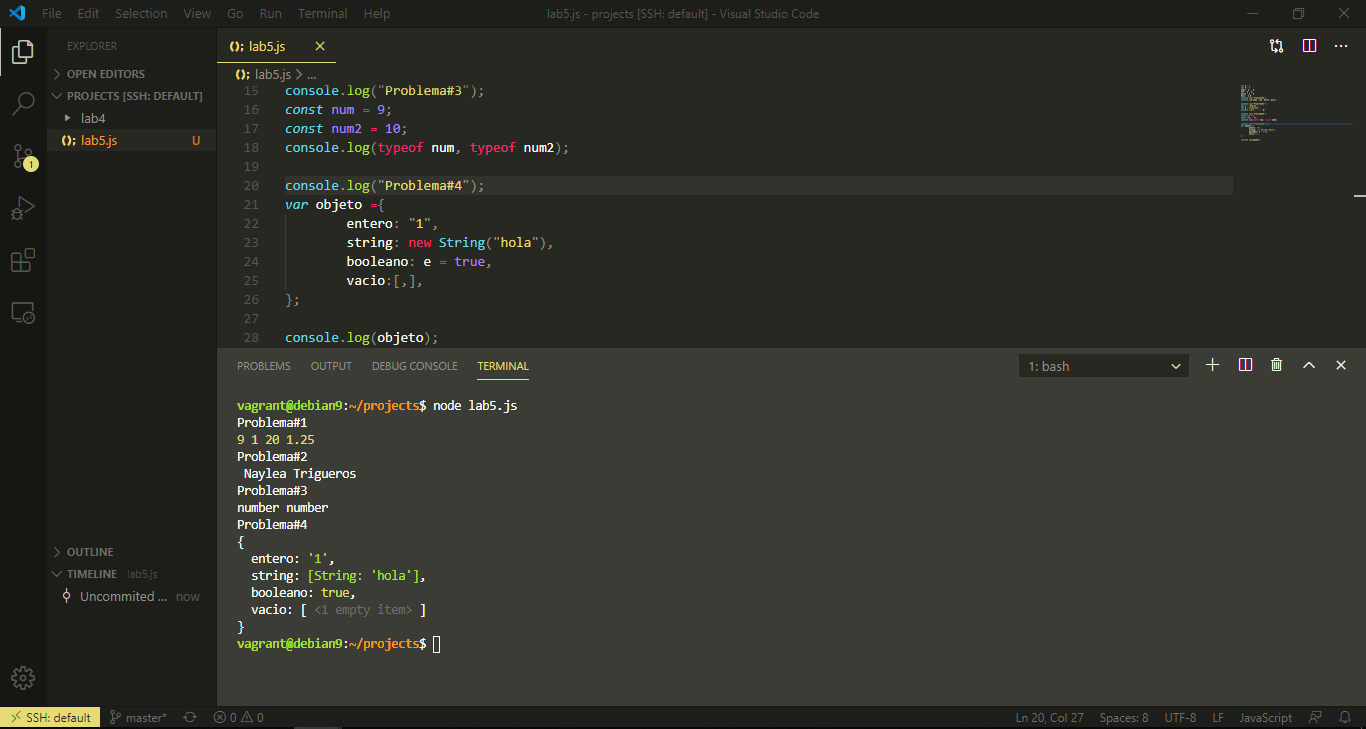 File Edit Selection View Go Run Terminal Help lab5.js - projects [SSH: default] - Visual Studio Code
EXPLORER
OPEN EDITORS
PROJECTS [SSH: DEFAULT]
lab4
lab5.js U
1
OUTLINE
TIMELINE lab5.js
Uncommited ... now
lab5.js
lab5.js > ...
15 console.log("Problema#3");
16 const num = 9;
17 const num2 = 10;
18 console.log(typeof num, typeof num2);
19
20 console.log("Problema#4");
21 var objeto ={
22 entero: "1",
23 string: new String("hola"),
24 booleano: e = true,
25 vacio:[,],
26 };
27
28 console.log(objeto);
PROBLEMS OUTPUT DEBUG CONSOLE TERMINAL 1: bash
vagrant@debian9:~/projects$ node lab5.js
Problema#1
9 1 20 1.25
Problema#2
Naylea Trigueros
Problema#3
number number
Problema#4
{
entero: '1',
string: [String: 'hola'],
booleano: true,
vacio: [ <1 empty item> ]
}
vagrant@debian9:~/projects$
SSH: default master* 0 0 Ln 20, Col 27 Spaces: 8 UTF-8 LF JavaScript